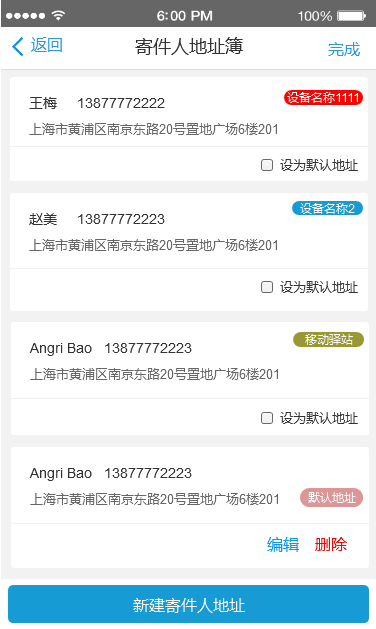 6:00 PM 100%
返回 寄件人地址簿 完成
王梅 13877772222 设备名称1111
上海市黄浦区南京东路20号置地广场6楼201
设为默认地址
赵美 13877772223 设备名称2
上海市黄浦区南京东路20号置地广场6楼201
设为默认地址
Angri Bao 13877772223 移动驿站
上海市黄浦区南京东路20号置地广场6楼201
设为默认地址
Angri Bao 13877772223
上海市黄浦区南京东路20号置地广场6楼201 默认地址
编辑 删除
新建寄件人地址